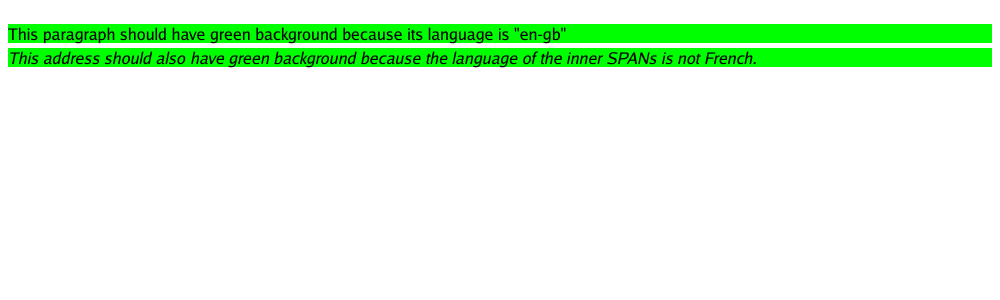 This paragraph should have green background because its language is "en-gb"
This address should also have green background because the language of the inner SPANs is not French.